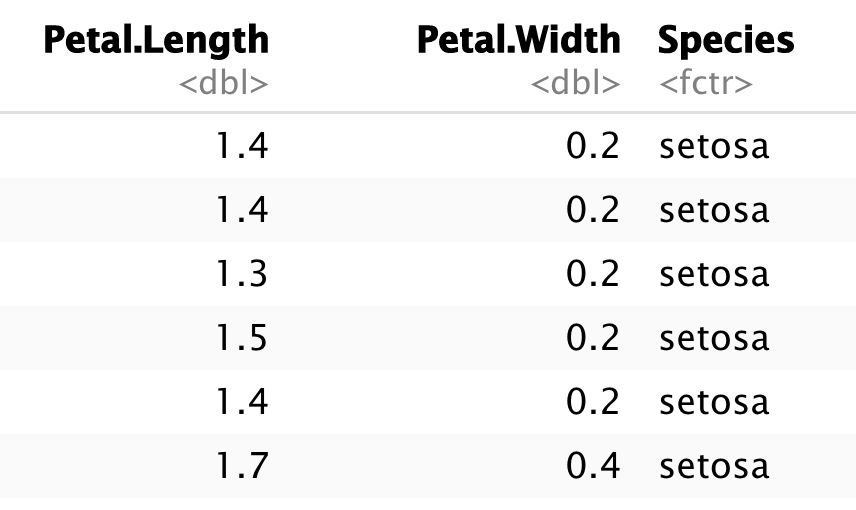 Petal.Length Petal.Width Species
<dbl> <dbl> <fctr>
1.4 0.2 setosa
1.4 0.2 setosa
1.3 0.2 setosa
1.5 0.2 setosa
1.4 0.2 setosa
1.7 0.4 setosa